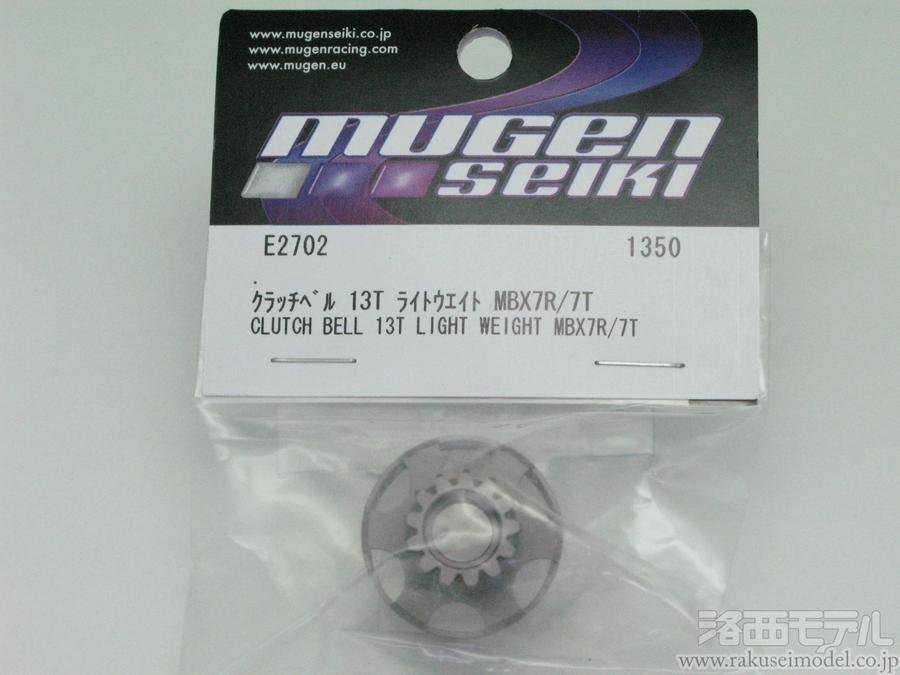 www.mugenseiki.co.jp
www.mugenracing.com
www.mugen.eu
mugen
seiki
E2702 1350
クラッチベル 13T ライトウエイト MBX7R/7T
CLUTCH BELL 13T LIGHT WEIGHT MBX7R/7T
洛西モデル
www.rakuseimodel.co.jp